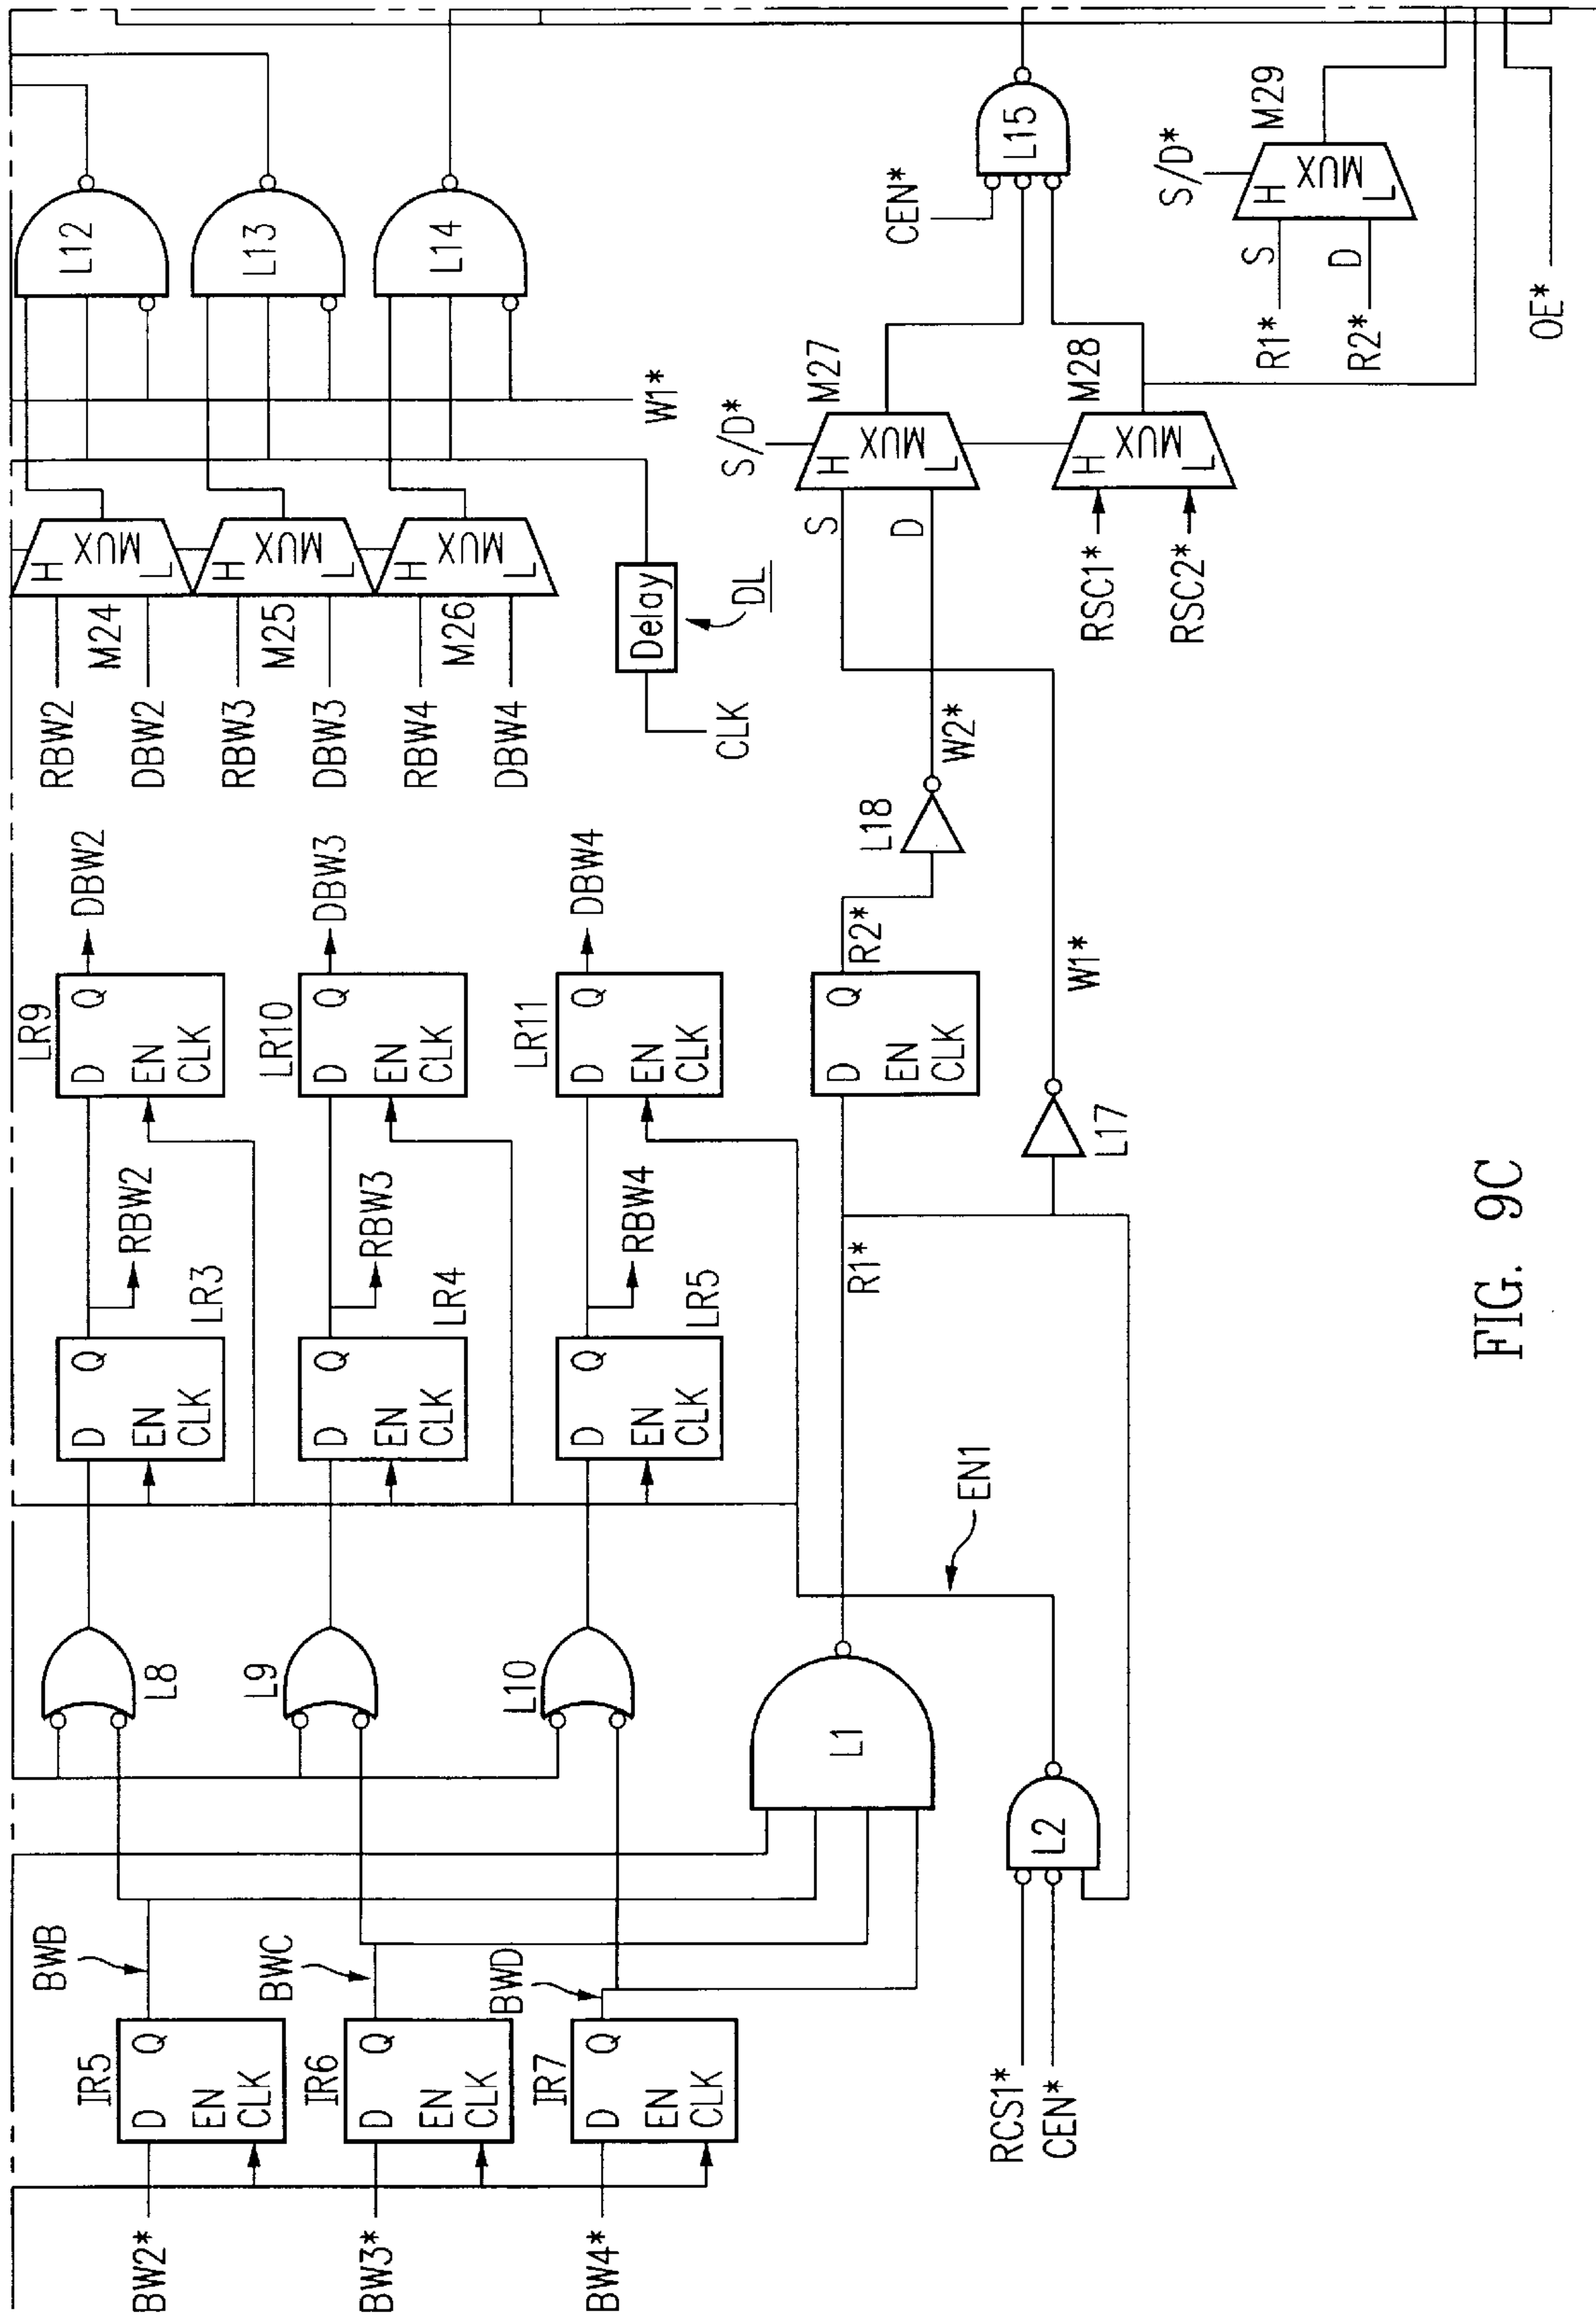 BW2*
BW3*
BW4*
IR5
D Q
EN
CLK
IR6
D Q
EN
CLK
IR7
D Q
EN
CLK
BWB
BWC
BWD
RCS1*
CEN*
L8
L9
L10
L1
L2
EN1
D Q
EN
CLK
LR3
D Q
EN
CLK
LR4
D Q
EN
CLK
LR5
RBW2
RBW3
RBW4
R1*
LR9
D Q
EN
CLK
LR10
D Q
EN
CLK
LR11
D Q
EN
CLK
D Q
EN
CLK
L17
DBW2
DBW3
DBW4
R2*
L18
W2*
W1*
RBW2
M24
DBW2
RBW3
M25
DBW3
RBW4
M26
DBW4
H
MUX
L
H
MUX
L
H
MUX
L
CLK
Delay
DL
W1*
L12
L13
L14
S
D
S/D*
H
MUX
L
M27
RSC1*
RSC2*
H
MUX
L
M28
CEN*
L15
R1*
R2*
S
D
S/D*
H
MUX
L
M29
OE*
FIG. 9C